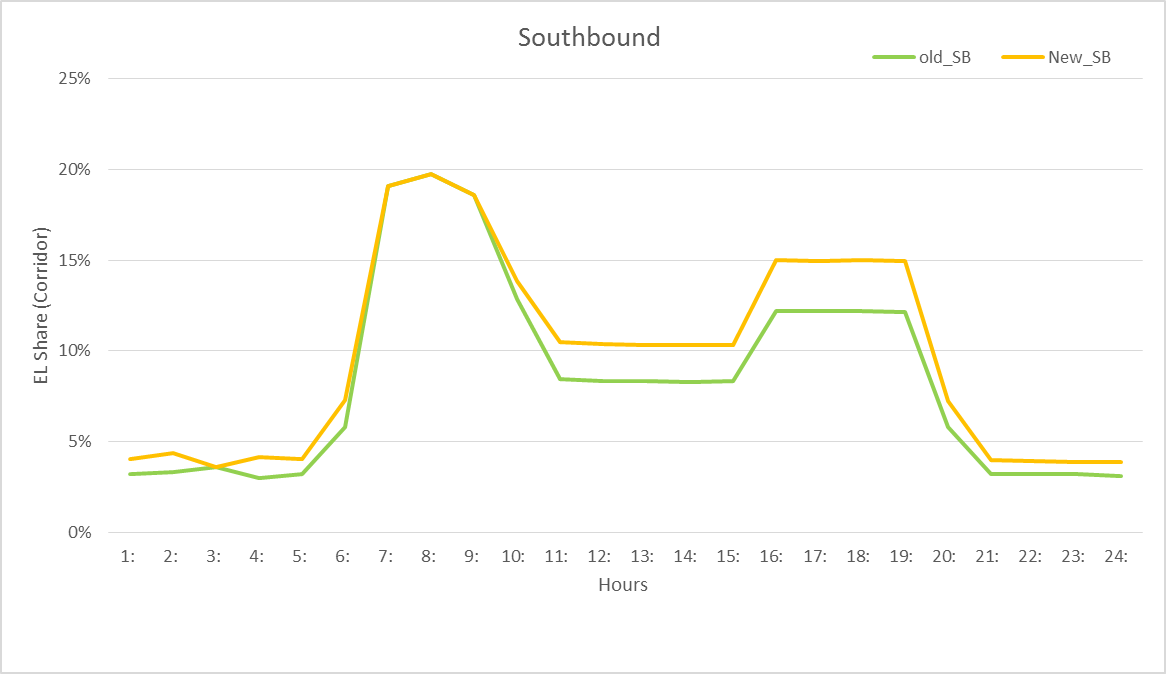 Southbound
old_SB New_SB
25%
20%
15%
10%
5%
0%
EL Share (Corridor)
1: 2: 3: 4: 5: 6: 7: 8: 9: 10: 11: 12: 13: 14: 15: 16: 17: 18: 19: 20: 21: 22: 23: 24:
Hours